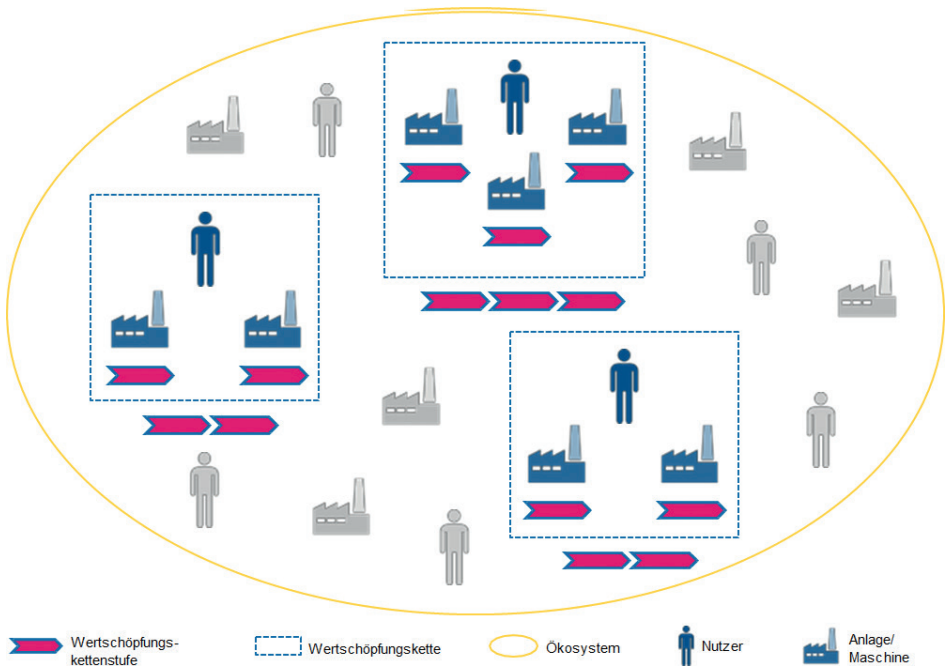 Wertschöpfungs-
kettenstufe
Wertschöpfungskette
Ökosystem
Nutzer
Anlage/
Maschine